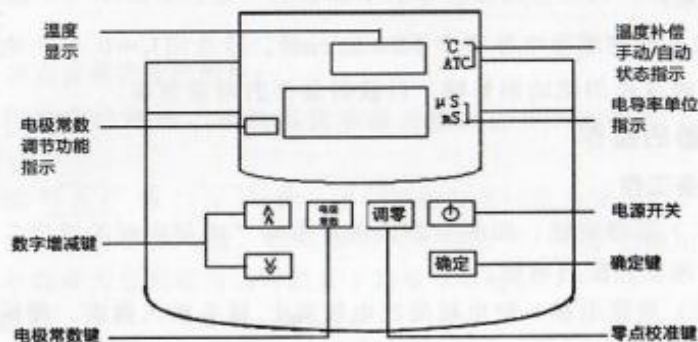 温度
显示
℃
ATC
温度补偿
手动/自动
状态指示
μS
mS
电导率单位
指示
电极常数
调节功能
指示
电极
常数
调零
电源开关
数字增减键
确定
确定键
电极常数键
零点校准键